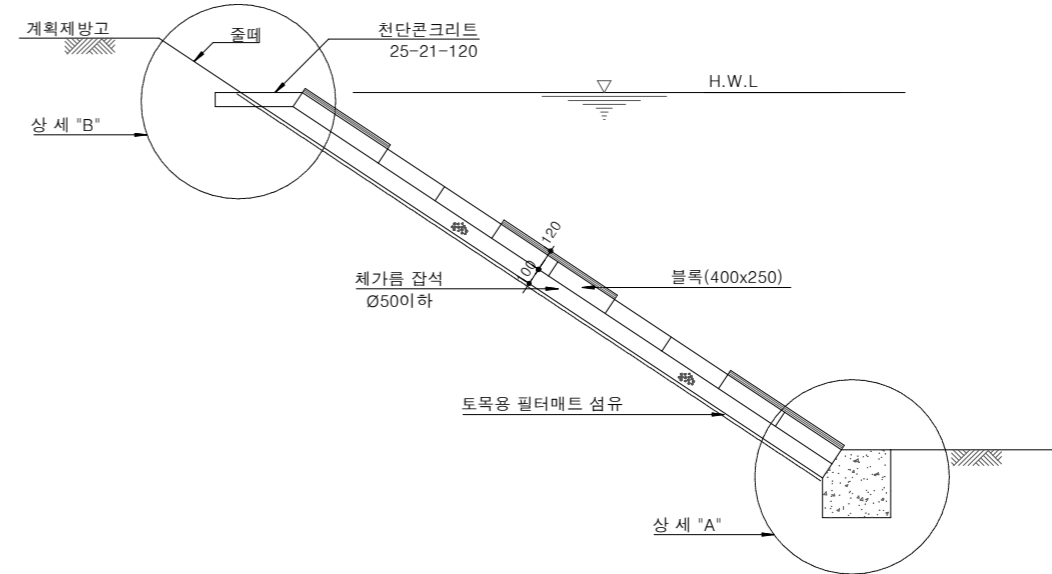 계획제방고
줄떼
천단콘크리트
25-21-120
H.W.L
상 세 "B"
120
100
체가름 잡석
Ø50이하
블록(400x250)
토목용 필터매트 섬유
상 세 "A"